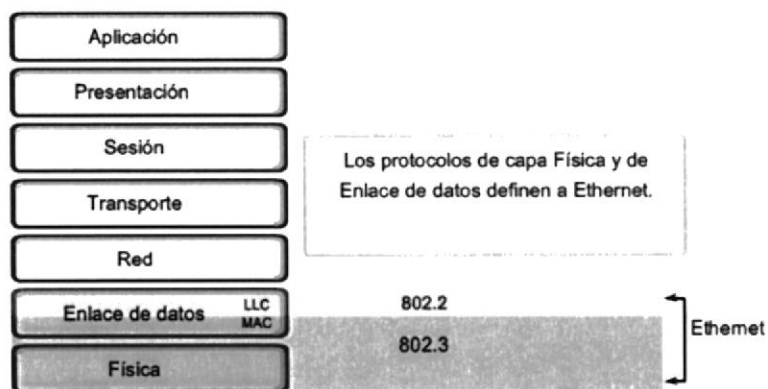 Aplicación
Presentación
Sesión
Transporte
Red
Enlace de datos
LLC
MAC
Física
Los protocolos de capa Física y de
Enlace de datos definen a Ethernet.
802.2
802.3
Ethernet